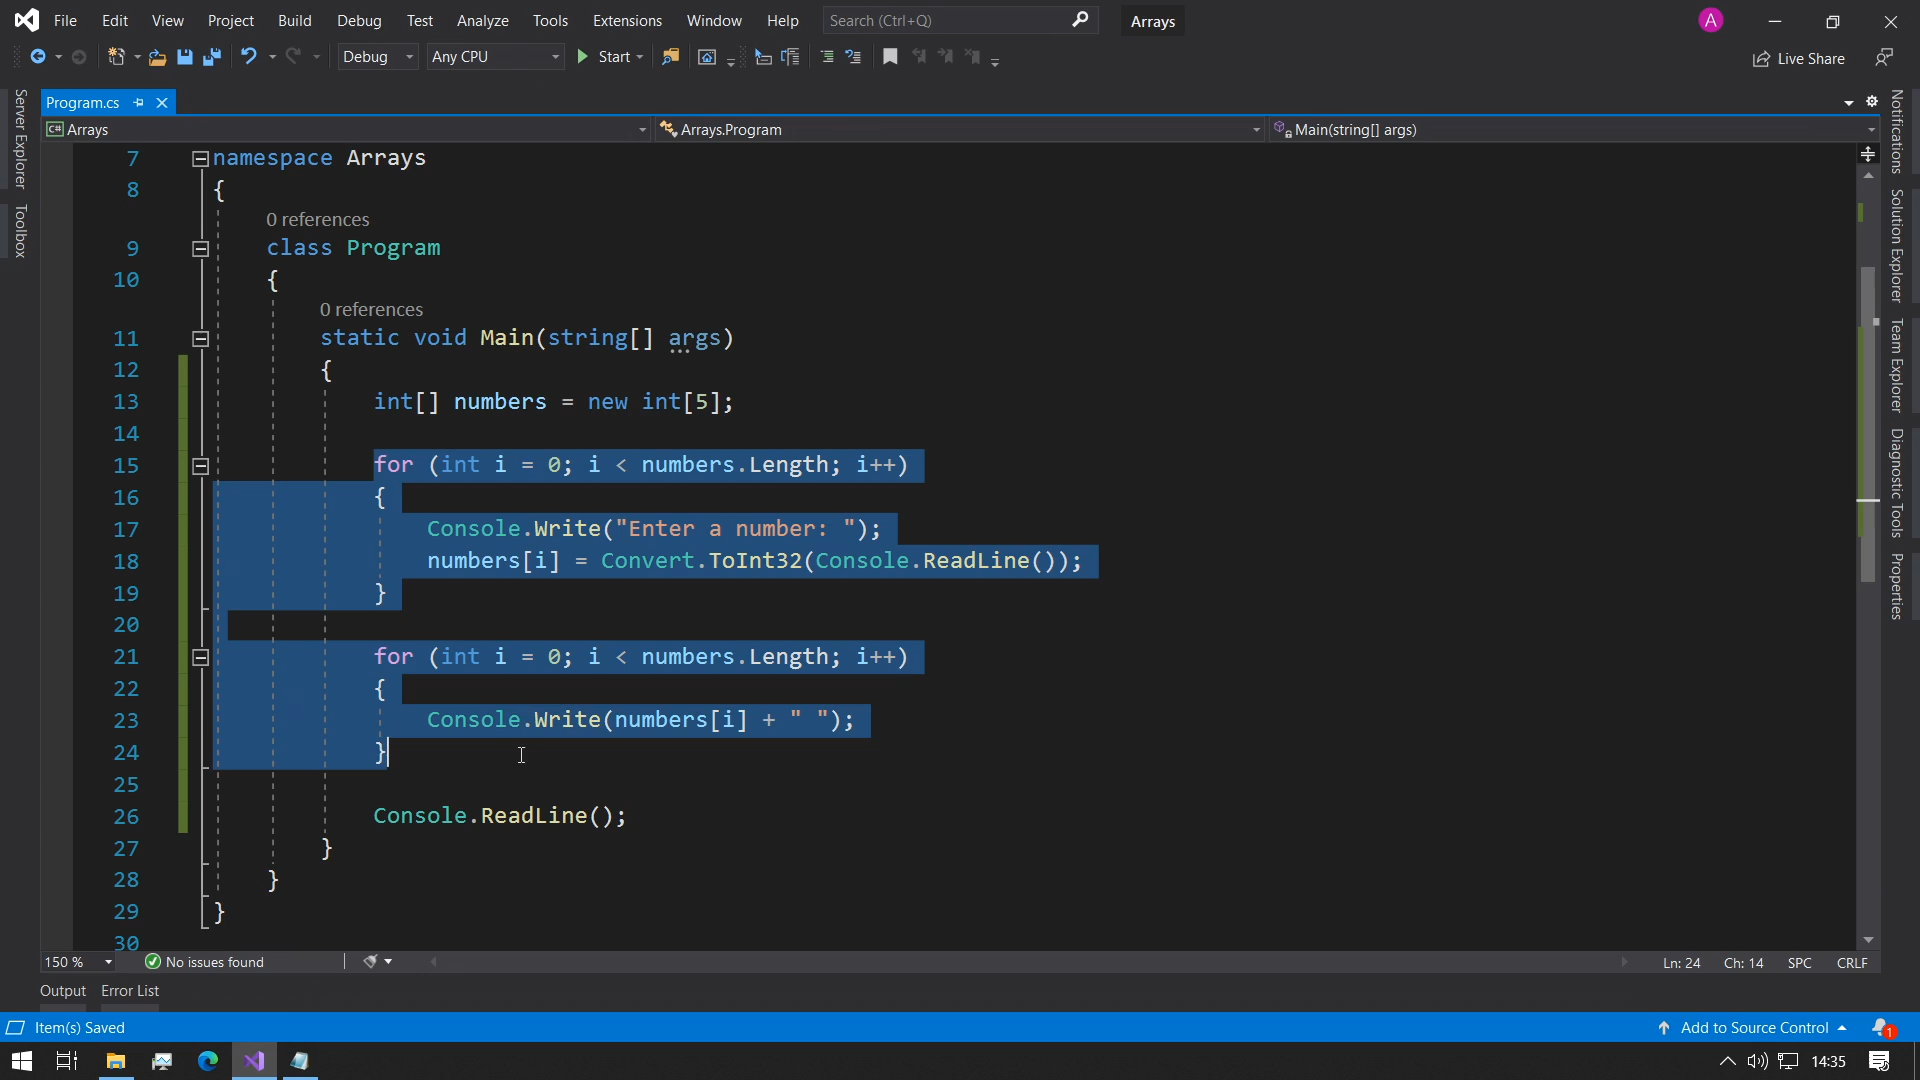 File Edit View Project Build Debug Test Analyze Tools Extensions Window Help Search (Ctrl+Q) Arrays A
Debug Any CPU Start Live Share
Program.cs
Arrays Arrays.Program Main(string[] args)
Server Explorer
Toolbox
Notifications
Solution Explorer
Team Explorer
Diagnostic Tools
Properties
7 namespace Arrays
8 {
0 references
9 class Program
10 {
0 references
11 static void Main(string[] args)
12 {
13 int[] numbers = new int[5];
14
15 for (int i = 0; i < numbers.Length; i++)
16 {
17 Console.Write("Enter a number: ");
18 numbers[i] = Convert.ToInt32(Console.ReadLine());
19 }
20
21 for (int i = 0; i < numbers.Length; i++)
22 {
23 Console.Write(numbers[i] + " ");
24 }
25
26 Console.ReadLine();
27 }
28 }
29 }
30
150 % No issues found Ln: 24 Ch: 14 SPC CRLF
Output Error List
Item(s) Saved Add to Source Control 1
14:35